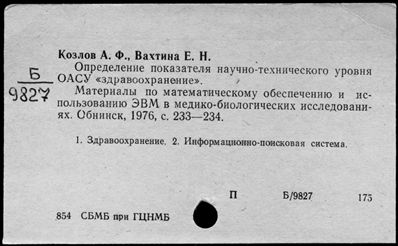 Козлов А. Ф., Вахтина Е. Н.
Определение показателя научно-технического уровня
ОАСУ «здравоохранение».
Б
9827
Материалы по математическому обеспечению и ис-
пользованию ЭВМ в медико-биологических исследовани-
ях. Обнинск, 1976, с. 233—234.
1. Здравоохранение. 2. Информационно-поисковая система.
П Б/9827 175
854 СБМБ при ГЦНМБ